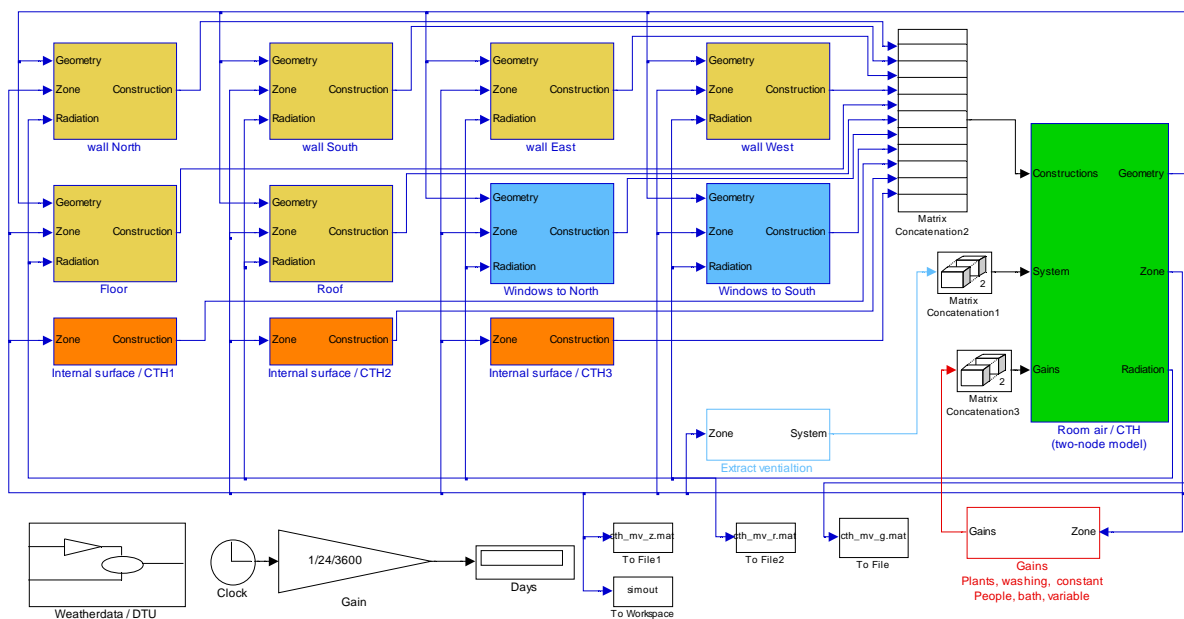 Geometry
Zone Construction
Radiation
wall North
Geometry
Zone Construction
Radiation
wall South
Geometry
Zone Construction
Radiation
wall East
Geometry
Zone Construction
Radiation
wall West
Matrix
Concatenation2
Geometry
Zone Construction
Radiation
Floor
Geometry
Zone Construction
Radiation
Roof
Geometry
Zone Construction
Radiation
Windows to North
Geometry
Zone Construction
Radiation
Windows to South
Constructions Geometry
System Zone
Gains Radiation
Room air / CTH
(two-node model)
2
Matrix
Concatenation1
2
Matrix
Concatenation3
Zone Construction
Internal surface / CTH1
Zone Construction
Internal surface / CTH2
Zone Construction
Internal surface / CTH3
Zone System
Extract ventialtion
Weatherdata / DTU
Clock
1/24/3600
Gain
Days
cth_mv_z.mat
To File1
simout
To Workspace
cth_mv_r.mat
To File2
cth_mv_g.mat
To File
Gains Zone
Gains
Plants, washing, constant
People, bath, variable